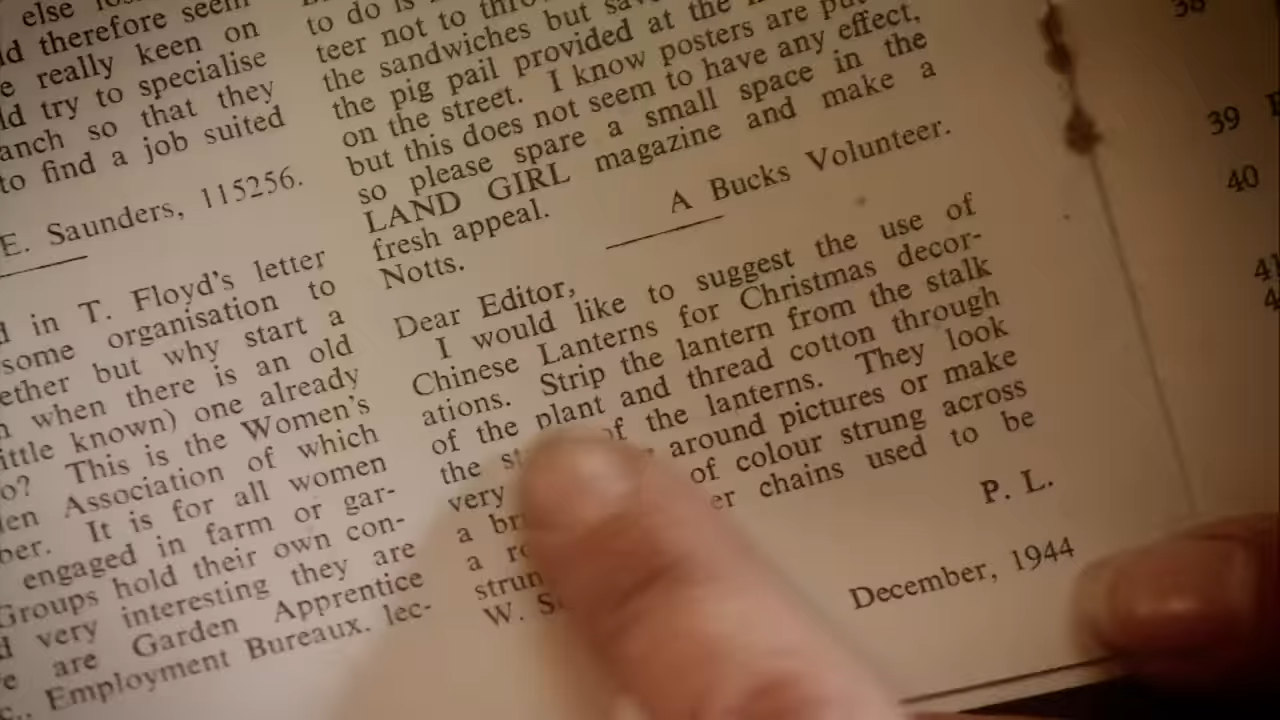 else
d therefore seem
e really keen on
ld try to specialise
anch so that they
to find a job suited
E. Saunders, 115256.
d in T. Floyd's letter
some organisation to
ether but why start a
n when there is an old
ittle known) one already
o? This is the Women's
en Association of which
ber. It is for all women
engaged in farm or gar-
Groups hold their own con-
d very interesting they are
e are Garden Apprentice
Employment Bureaux, lec-
to do is
teer not to
the sandwiches but
the pig pail provided at the
on the street. I know posters are
but this does not seem to have any effect,
so please spare a small space in the
LAND GIRL magazine and make a
fresh appeal.
Notts.
A Bucks Volunteer.
Dear Editor,
I would like to suggest the use of
Chinese Lanterns for Christmas decor-
ations. Strip the lantern from the stalk
of the plant and thread cotton through
the of the lanterns. They look
very around pictures or make
a of colour strung across
a er chains used to be
strun
W. P. L.
December, 1944
38
39
40